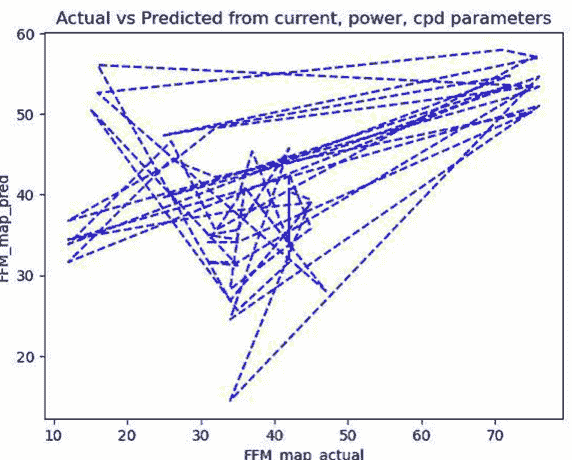 Actual vs Predicted from current, power, cpd parameters
60
50
40
30
20
FFM_map_pred
10 20 30 40 50 60 70
FFM_map_actual